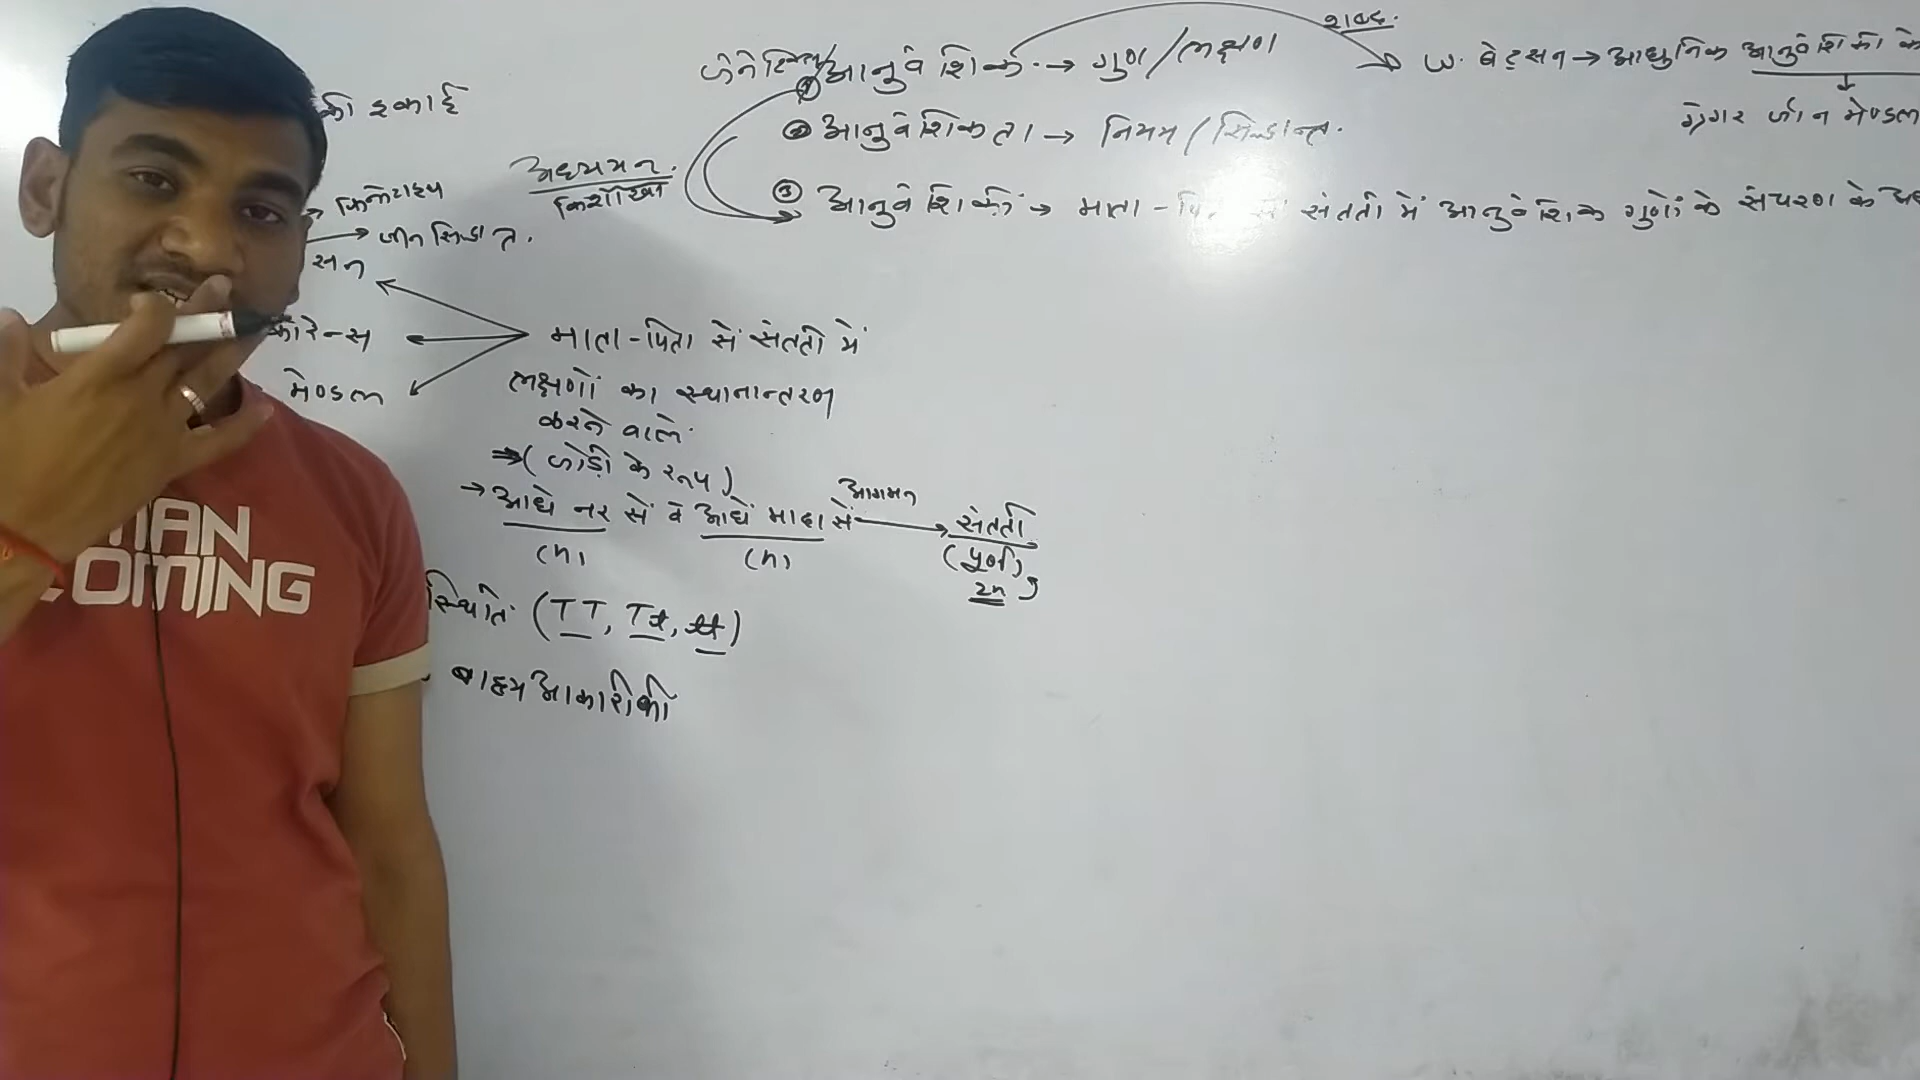 शब्द.
जेनेटिक्स/आनुवंशिक → गुण/लक्षण
W. बेटसन → आधुनिक आनुवंशिकी के
ग्रेगर जॉन मेण्डल
की इकाई
② आनुवंशिकता → नियम/सिद्धान्त.
अध्ययन.
③ आनुवंशिकी → माता - पि सें संतती में आनुवंशिक गुणों के संचरण के
→ जीन सिद्धान्त.
सन
कोरेन्स
माता-पिता सें संतती में
मेण्डल
लक्षणों का स्थानान्तरण
करने वाले
⇒ (जोड़ी के रूप)
→ आधे नर सें व आधें मादा सें
आगमन
संतती
(n)
(n)
(पूर्ण)
2n
स्थिति (TT, Tt, tt)
बाह्य आकारिकी
MAN
COMING